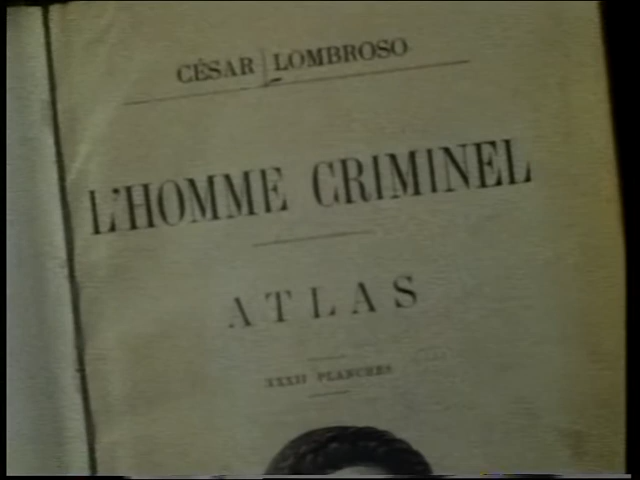 CÉSAR LOMBROSO
L'HOMME CRIMINEL
ATLAS
XXXII PLANCHES